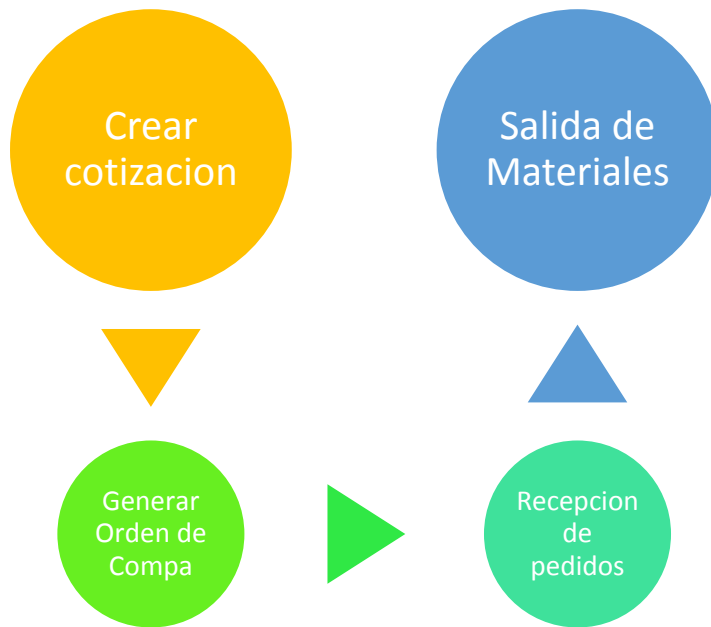 Crear
cotizacion
Generar
Orden de
Compa
Recepcion
de
pedidos
Salida de
Materiales